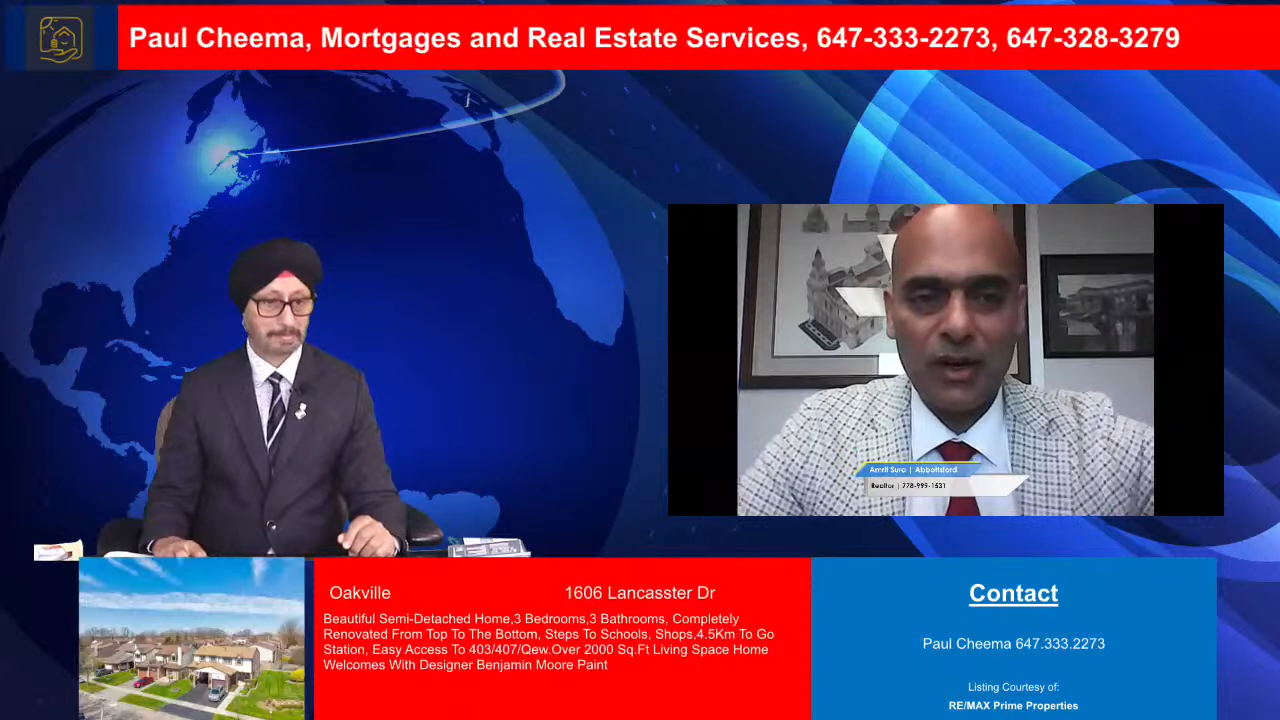 Paul Cheema, Mortgages and Real Estate Services, 647-333-2273, 647-328-3279
Amrit Sura | Abbotsford
Realtor | 778-999-1531
Oakville
1606 Lancasster Dr
Beautiful Semi-Detached Home,3 Bedrooms,3 Bathrooms, Completely
Renovated From Top To The Bottom, Steps To Schools, Shops,4.5Km To Go
Station, Easy Access To 403/407/Qew.Over 2000 Sq.Ft Living Space Home
Welcomes With Designer Benjamin Moore Paint
Contact
Paul Cheema 647.333.2273
Listing Courtesy of:
RE/MAX Prime Properties